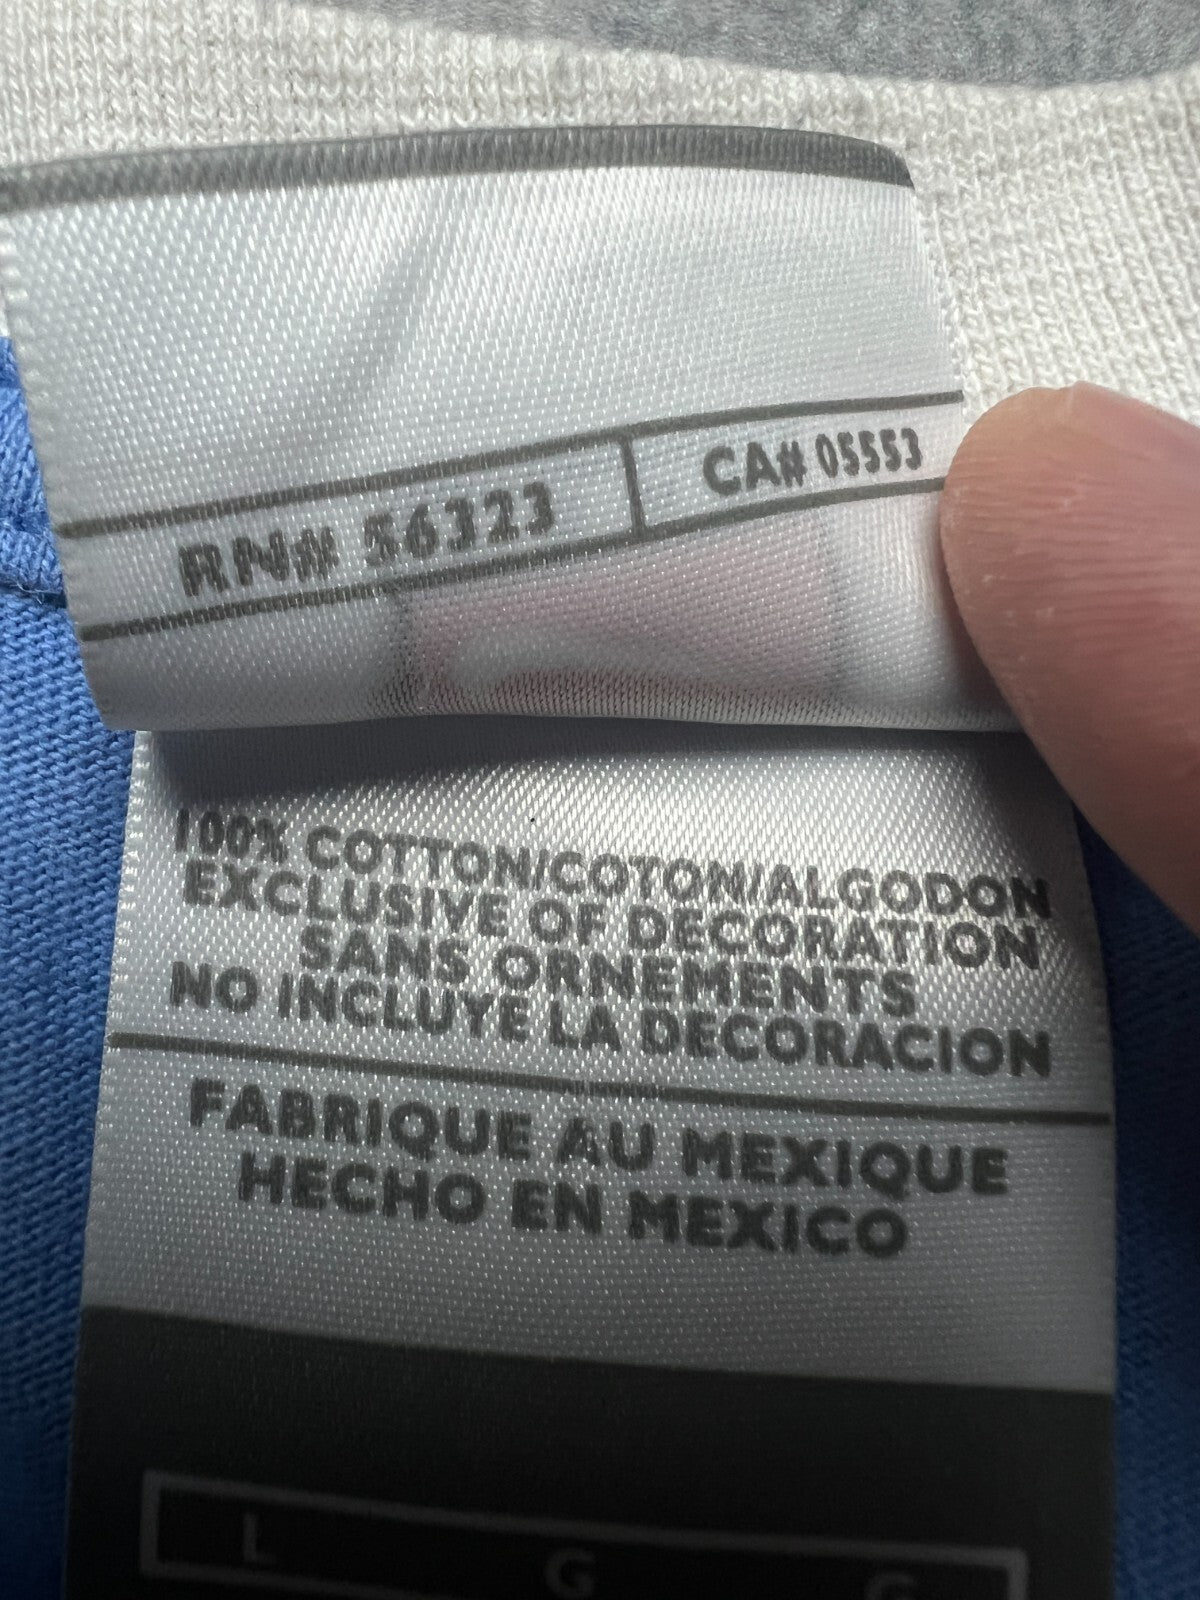 RN# 56323 CA# 05553
100% COTTON/COTON/ALGODON
EXCLUSIVE OF DECORATION
SANS ORNEMENTS
NO INCLUYE LA DECORACION
FABRIQUE AU MEXIQUE
HECHO EN MEXICO
L G G